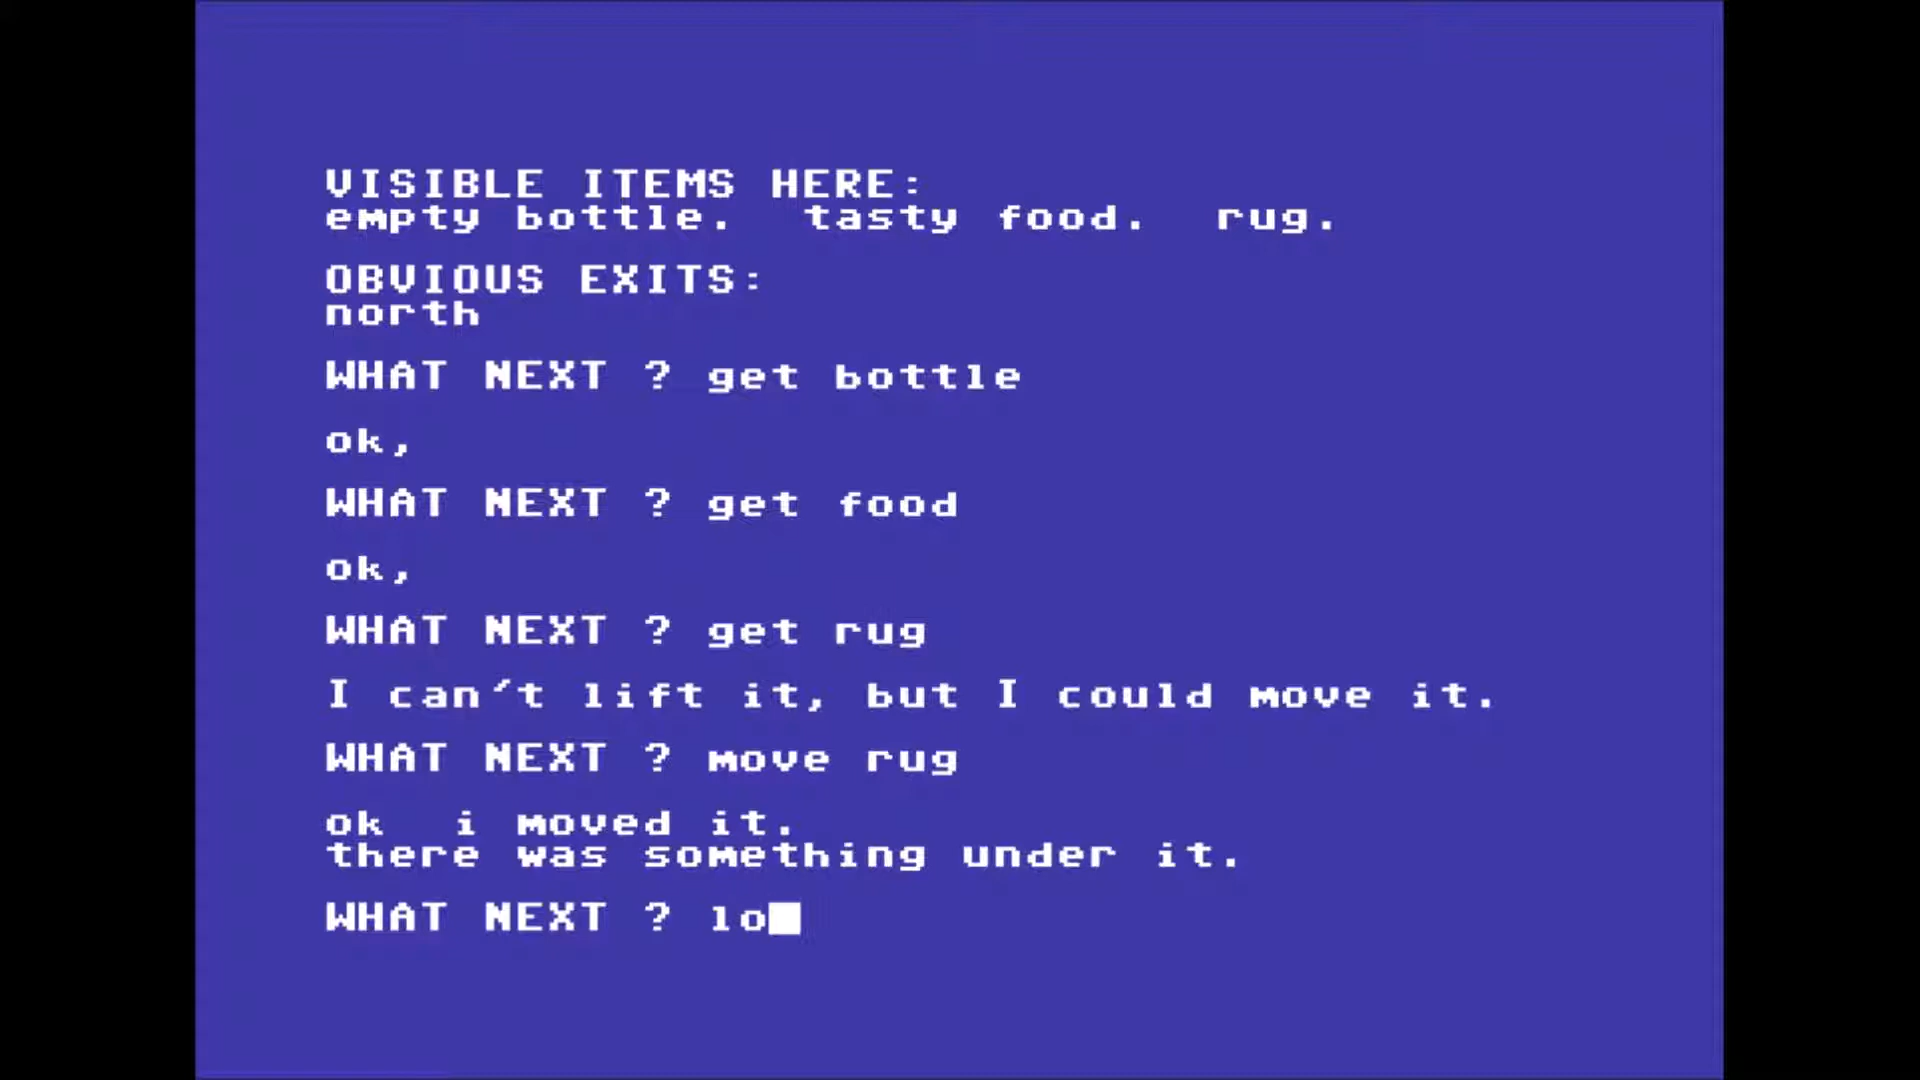 VISIBLE ITEMS HERE:
empty bottle.  tasty food.  rug.
OBVIOUS EXITS:
north
WHAT NEXT ? get bottle
ok,
WHAT NEXT ? get food
ok,
WHAT NEXT ? get rug
I can't lift it, but I could move it.
WHAT NEXT ? move rug
ok  i moved it.
there was something under it.
WHAT NEXT ? lo